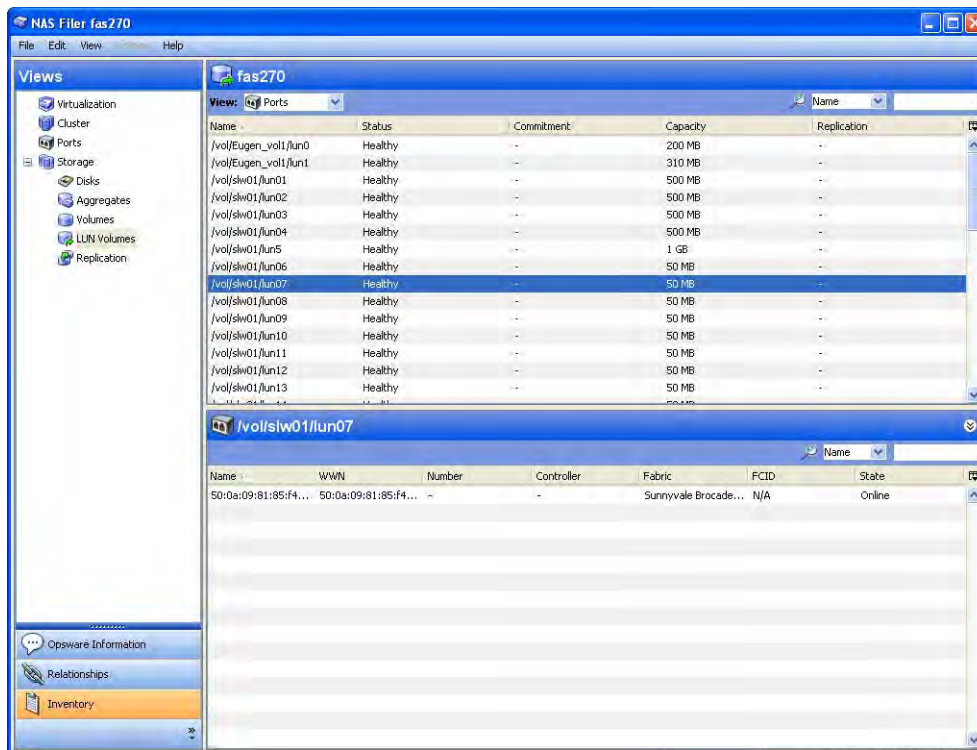 NAS Filer fas270
File Edit View Help
Views
Virtualization
Cluster
Ports
Storage
Disks
Aggregates
Volumes
LUN Volumes
Replication
Opsware Information
Relationships
Inventory
fas270
View: Ports Name
Name Status Commitment Capacity Replication
/vol/Eugen_vol1/lun0 Healthy - 200 MB -
/vol/Eugen_vol1/lun1 Healthy - 310 MB -
/vol/slw01/lun01 Healthy - 500 MB -
/vol/slw01/lun02 Healthy - 500 MB -
/vol/slw01/lun03 Healthy - 500 MB -
/vol/slw01/lun04 Healthy - 500 MB -
/vol/slw01/lun5 Healthy - 1 GB -
/vol/slw01/lun06 Healthy - 50 MB -
/vol/slw01/lun07 Healthy - 50 MB -
/vol/slw01/lun08 Healthy - 50 MB -
/vol/slw01/lun09 Healthy - 50 MB -
/vol/slw01/lun10 Healthy - 50 MB -
/vol/slw01/lun11 Healthy - 50 MB -
/vol/slw01/lun12 Healthy - 50 MB -
/vol/slw01/lun13 Healthy - 50 MB -
/vol/slw01/lun07
Name
Name WWN Number Controller Fabric FCID State
50:0a:09:81:85:f4... 50:0a:09:81:85:f4... - - Sunnyvale Brocade... N/A Online